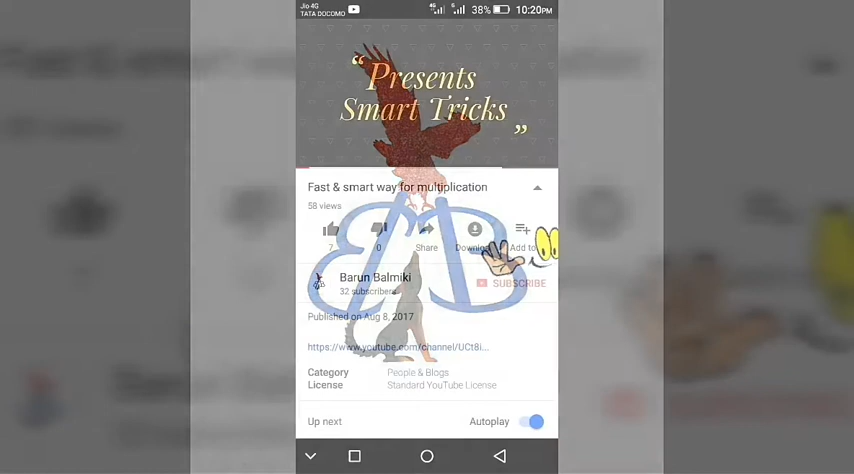 Jio 4G
TATA DOCOMO
4G
38%
10:20PM
“ Presents
Smart Tricks ”
Fast & smart way for multiplication
58 views
7
0
Share
Download
Add to
Barun Balmiki
32 subscribers
SUBSCRIBE
Published on Aug 8, 2017
https://www.youtube.com/channel/UCt8i...
Category
People & Blogs
License
Standard YouTube License
Up next
Autoplay